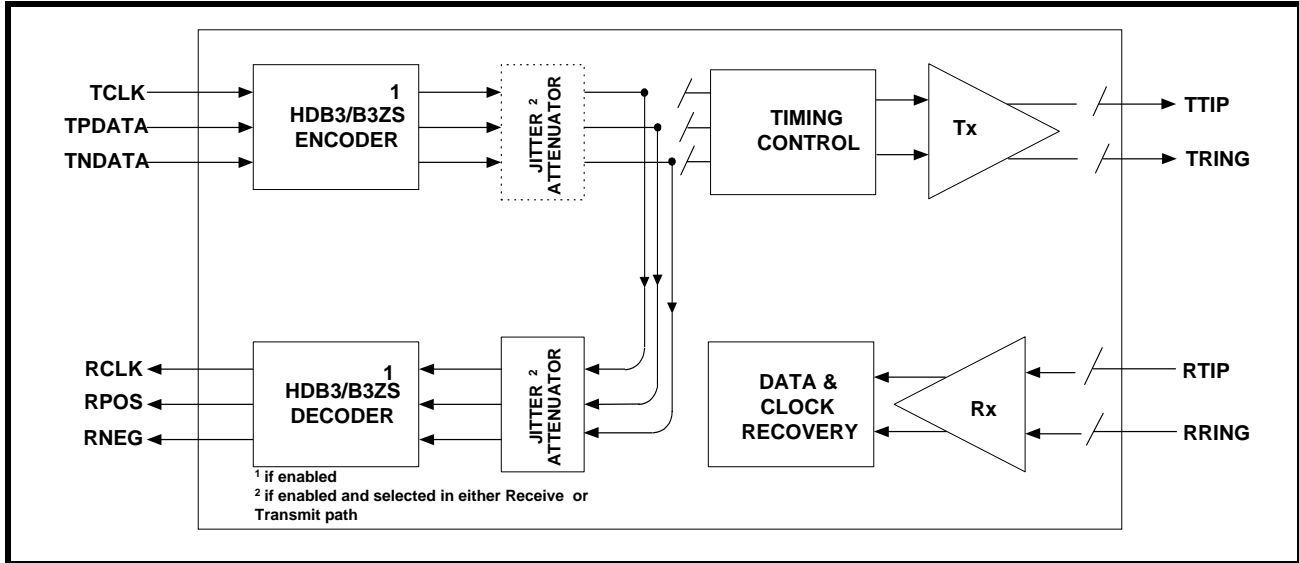 TCLK
TPDATA
TNDATA
1
HDB3/B3ZS
ENCODER
JITTER 2
ATTENUATOR
TIMING
CONTROL
Tx
TTIP
TRING
RCLK
RPOS
RNEG
1
HDB3/B3ZS
DECODER
JITTER 2
ATTENUATOR
DATA &
CLOCK
RECOVERY
Rx
RTIP
RRING
1 if enabled
2 if enabled and selected in either Receive or
Transmit path